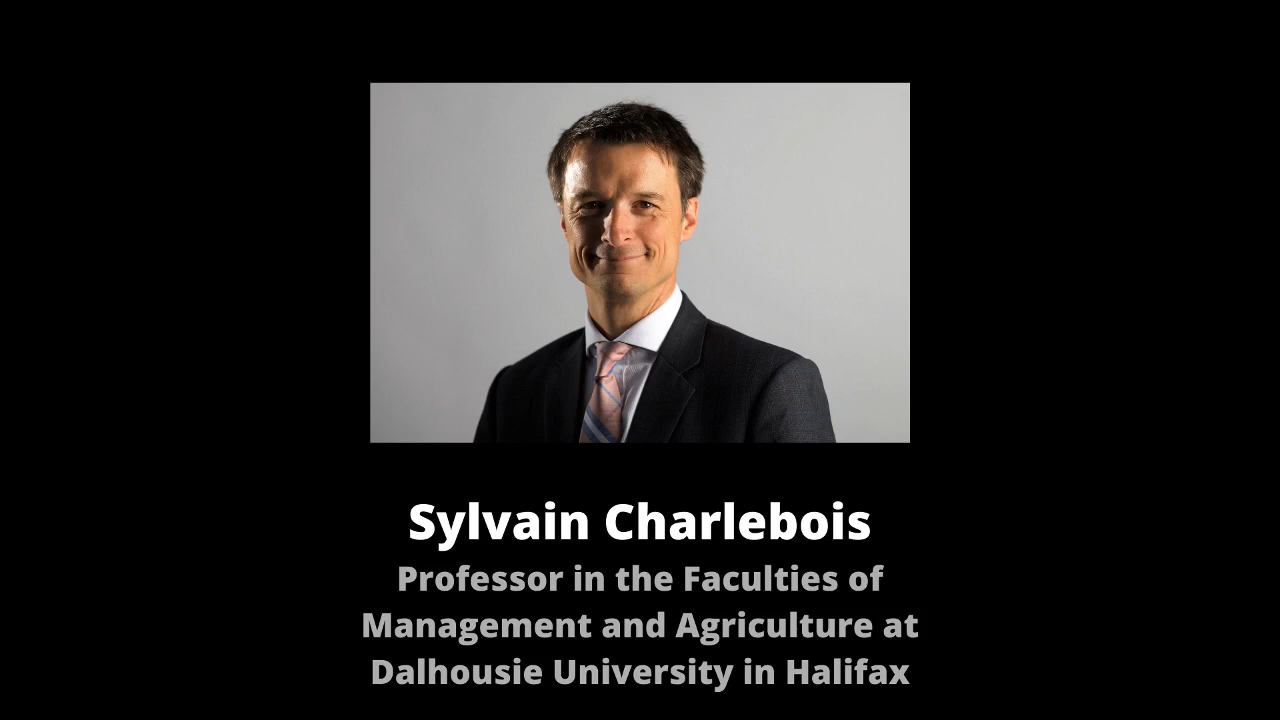 Sylvain Charlebois
Professor in the Faculties of
Management and Agriculture at
Dalhousie University in Halifax